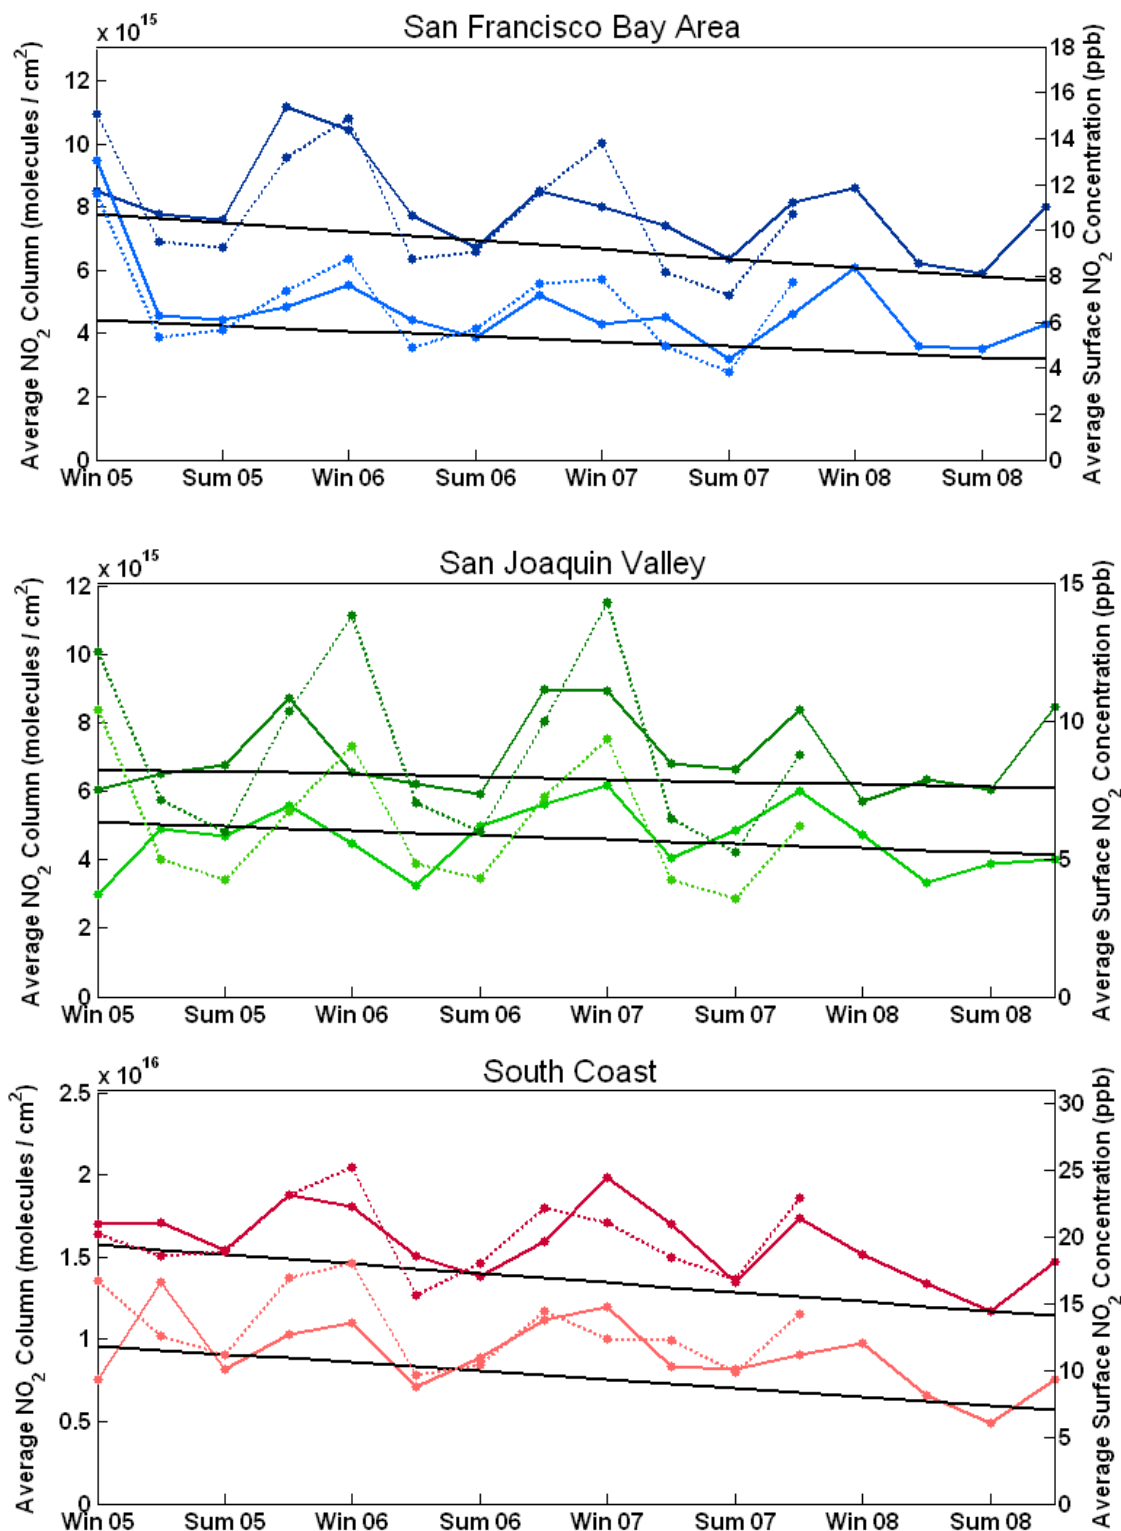 San Francisco Bay Area
x 10^15
Average NO2 Column (molecules / cm^2)
12
10
8
6
4
2
0
Average Surface NO2 Concentration (ppb)
18
16
14
12
10
8
6
4
2
0
Win 05 Sum 05 Win 06 Sum 06 Win 07 Sum 07 Win 08 Sum 08
San Joaquin Valley
x 10^15
Average NO2 Column (molecules / cm^2)
12
10
8
6
4
2
0
Average Surface NO2 Concentration (ppb)
15
10
5
0
Win 05 Sum 05 Win 06 Sum 06 Win 07 Sum 07 Win 08 Sum 08
South Coast
x 10^16
Average NO2 Column (molecules / cm^2)
2.5
2
1.5
1
0.5
0
Average Surface NO2 Concentration (ppb)
30
25
20
15
10
5
0
Win 05 Sum 05 Win 06 Sum 06 Win 07 Sum 07 Win 08 Sum 08